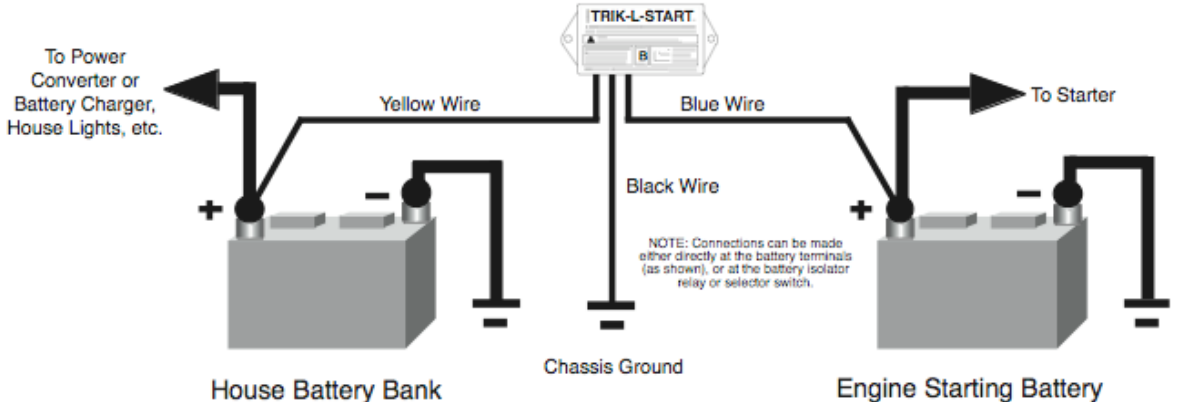 TRIK-L-START
B
To Power
Converter or
Battery Charger,
House Lights, etc.
Yellow Wire
Blue Wire
To Starter
Black Wire
+
−
+
−
NOTE: Connections can be made
either directly at the battery terminals
(as shown), or at the battery isolator
relay or selector switch.
−
−
−
Chassis Ground
House Battery Bank
Engine Starting Battery